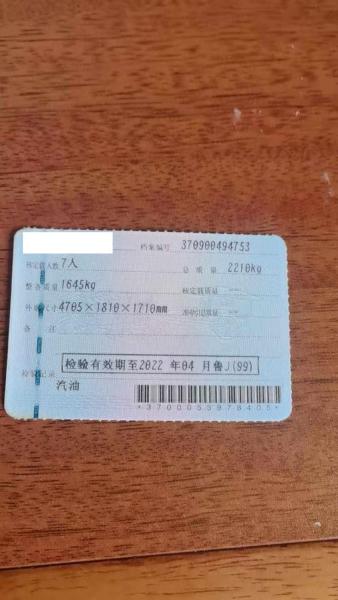 档案编号 370900494753
核定载人数 7人 总质量 2210kg
整备质量 1645kg 核定载质量 --
外廓尺寸 4705×1810×1710mm 准牵引总质量 --
备注
检验有效期至2022年04月鲁J(99)
检验记录
汽油
*3700055978405*